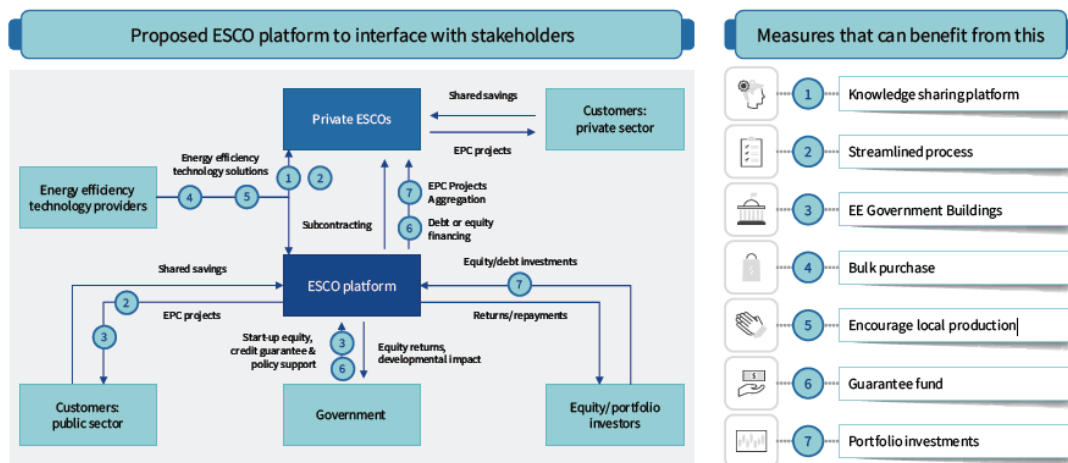 Proposed ESCO platform to interface with stakeholders
Measures that can benefit from this
Private ESCOs
Shared savings
EPC projects
Customers:
private sector
Energy efficiency
technology solutions
1
2
4
5
Energy efficiency
technology providers
Subcontracting
7
EPC Projects
Aggregation
6
Debt or equity
financing
Shared savings
ESCO platform
Equity/debt investments
7
2
EPC projects
Returns/repayments
3
Start-up equity,
credit guarantee &
policy support
3
6
Equity returns,
developmental impact
Customers:
public sector
Government
Equity/portfolio
investors
1
Knowledge sharing platform
2
Streamlined process
3
EE Government Buildings
$
4
Bulk purchase
5
Encourage local production
$
6
Guarantee fund
7
Portfolio investments